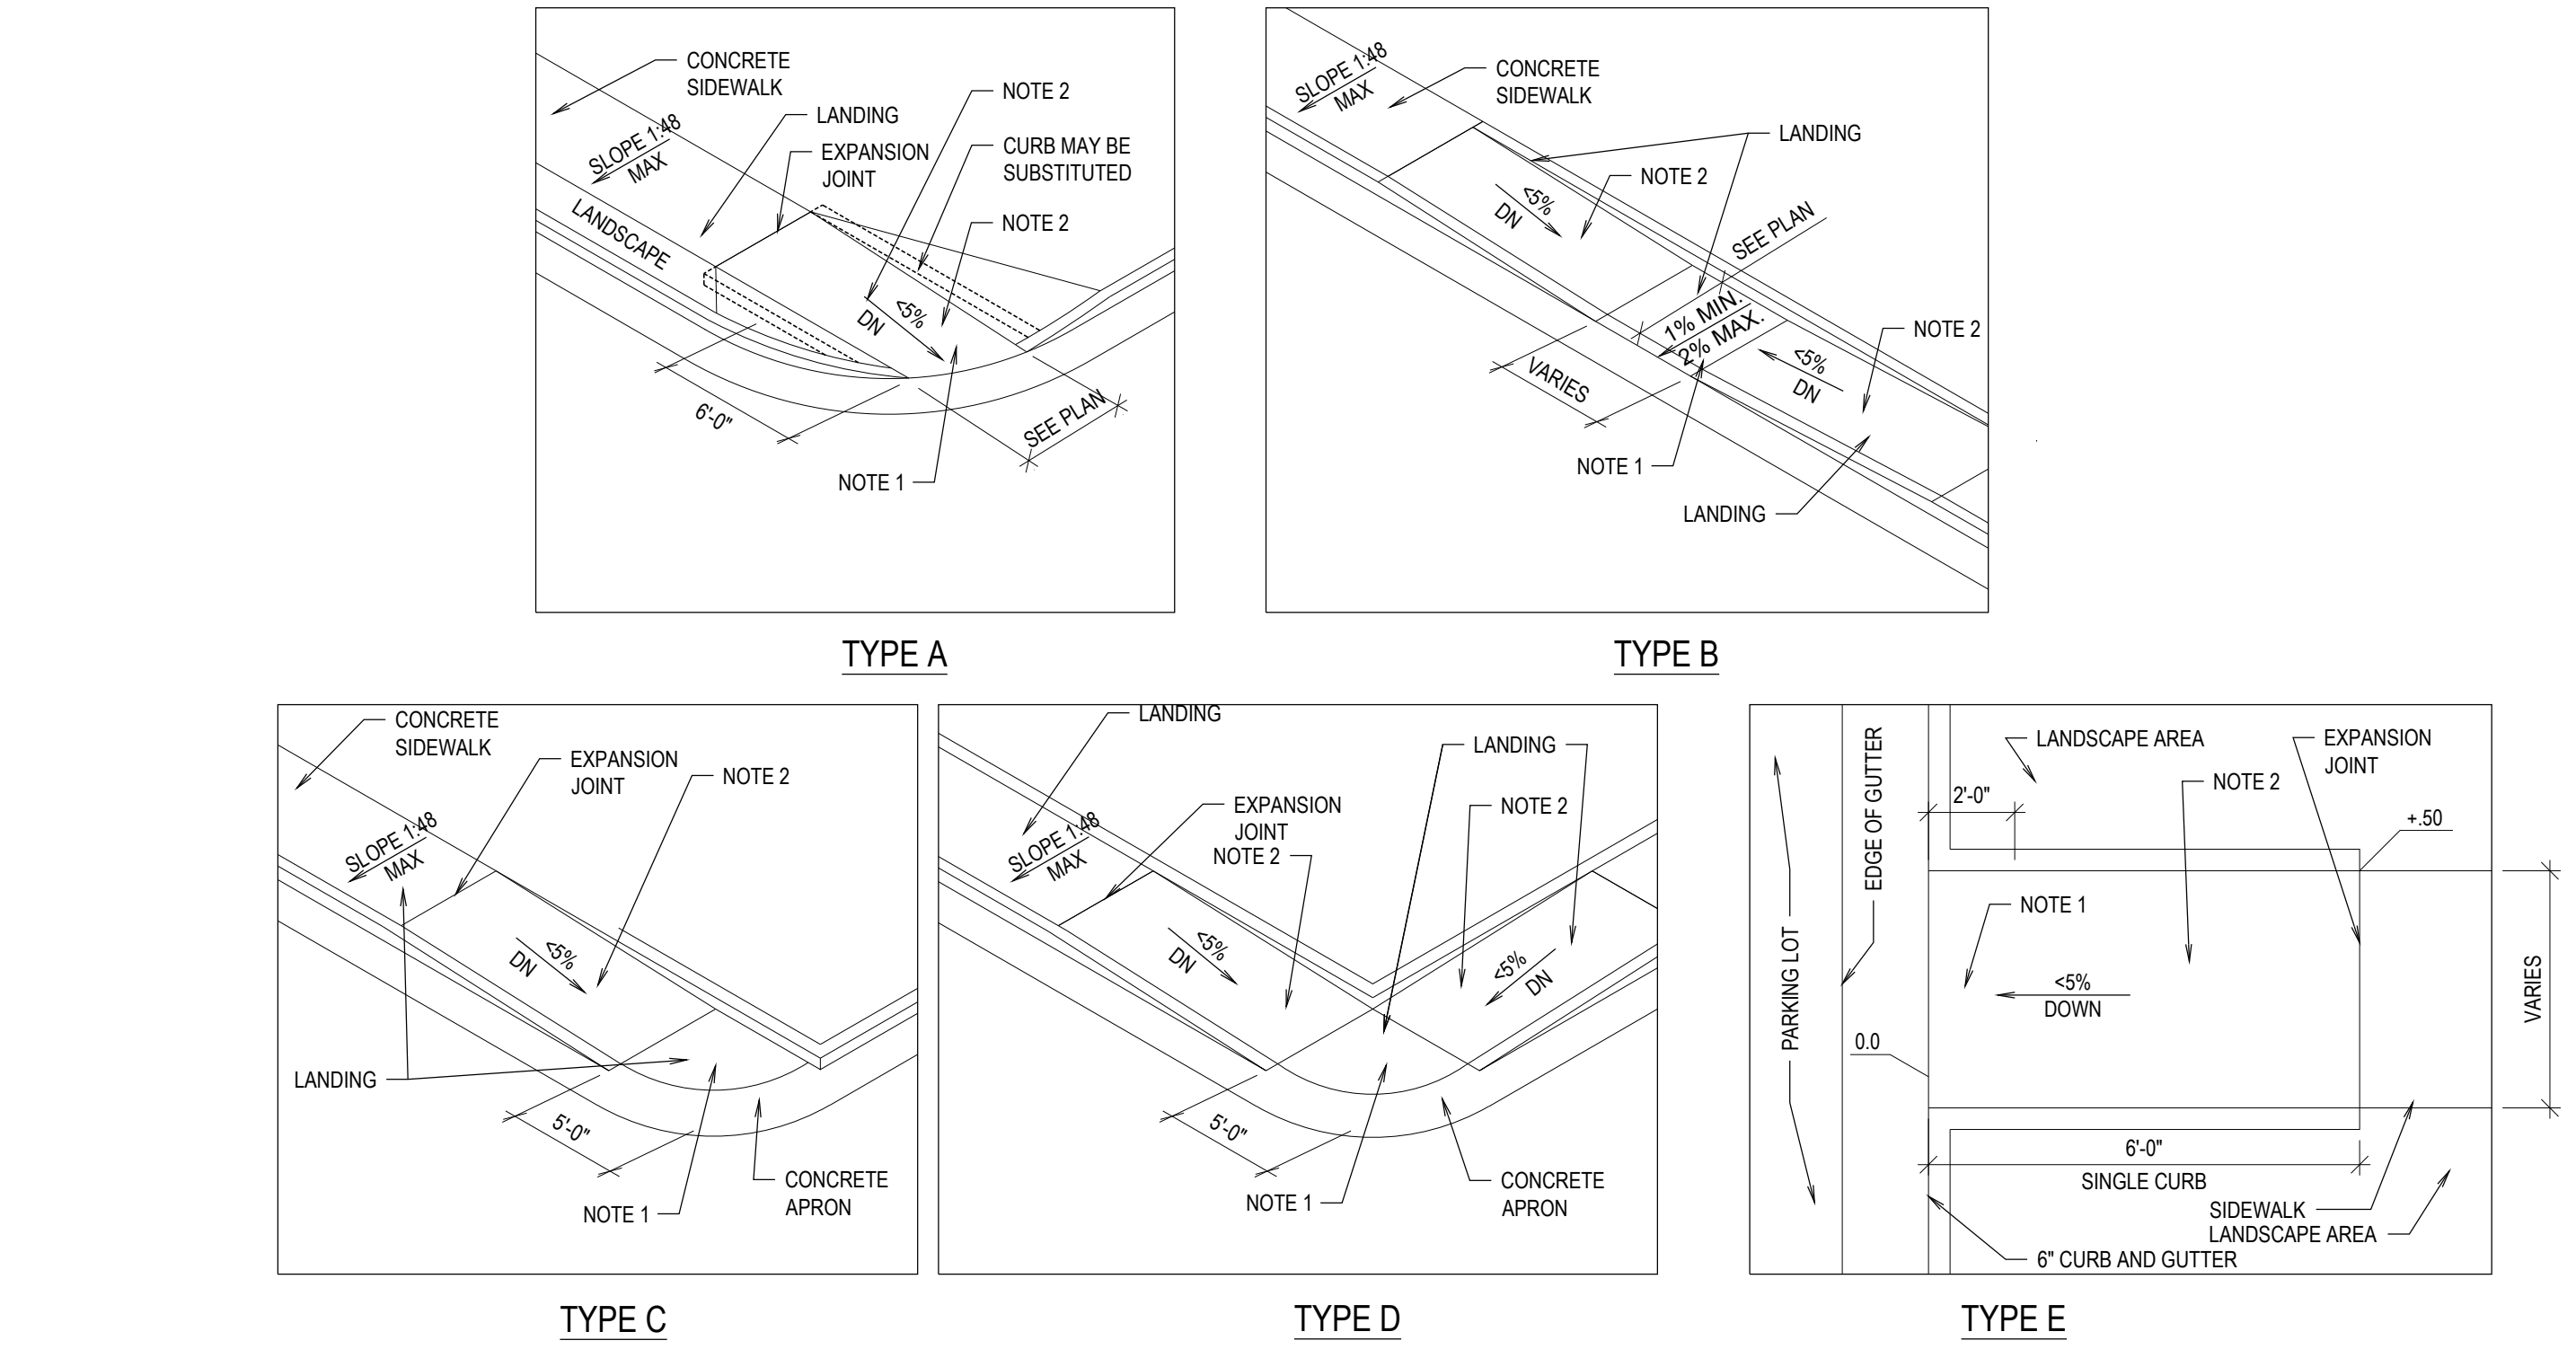 CONCRETE
SIDEWALK
SLOPE 1:48
MAX
LANDING
EXPANSION
JOINT
NOTE 2
CURB MAY BE
SUBSTITUTED
NOTE 2
LANDSCAPE
<5%
DN
6'-0"
SEE PLAN
NOTE 1
TYPE A
SLOPE 1:48
MAX
CONCRETE
SIDEWALK
LANDING
NOTE 2
<5%
DN
SEE PLAN
1% MIN.
2% MAX.
NOTE 2
<5%
DN
VARIES
NOTE 1
LANDING
TYPE B
CONCRETE
SIDEWALK
EXPANSION
JOINT
NOTE 2
SLOPE 1:48
MAX
<5%
DN
LANDING
5'-0"
NOTE 1
CONCRETE
APRON
TYPE C
LANDING
LANDING
EXPANSION
JOINT
NOTE 2
NOTE 2
SLOPE 1:48
MAX
<5%
DN
<5%
DN
5'-0"
NOTE 1
CONCRETE
APRON
TYPE D
PARKING LOT
EDGE OF GUTTER
LANDSCAPE AREA
EXPANSION
JOINT
NOTE 2
2'-0"
+.50
NOTE 1
<5%
DOWN
0.0
VARIES
6'-0"
SINGLE CURB
SIDEWALK
LANDSCAPE AREA
6" CURB AND GUTTER
TYPE E